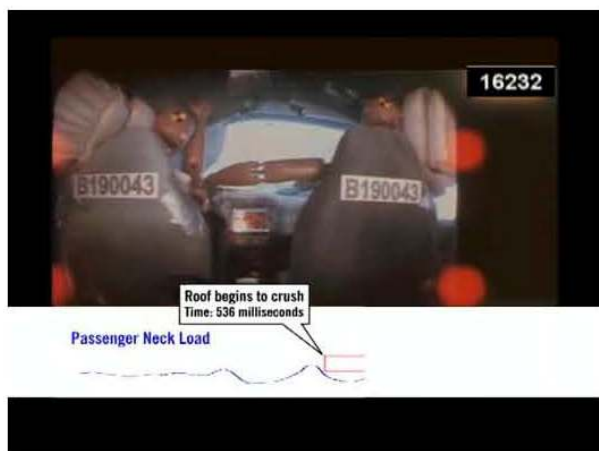 16232
B190043
B190043
Roof begins to crush
Time: 536 milliseconds
Passenger Neck Load